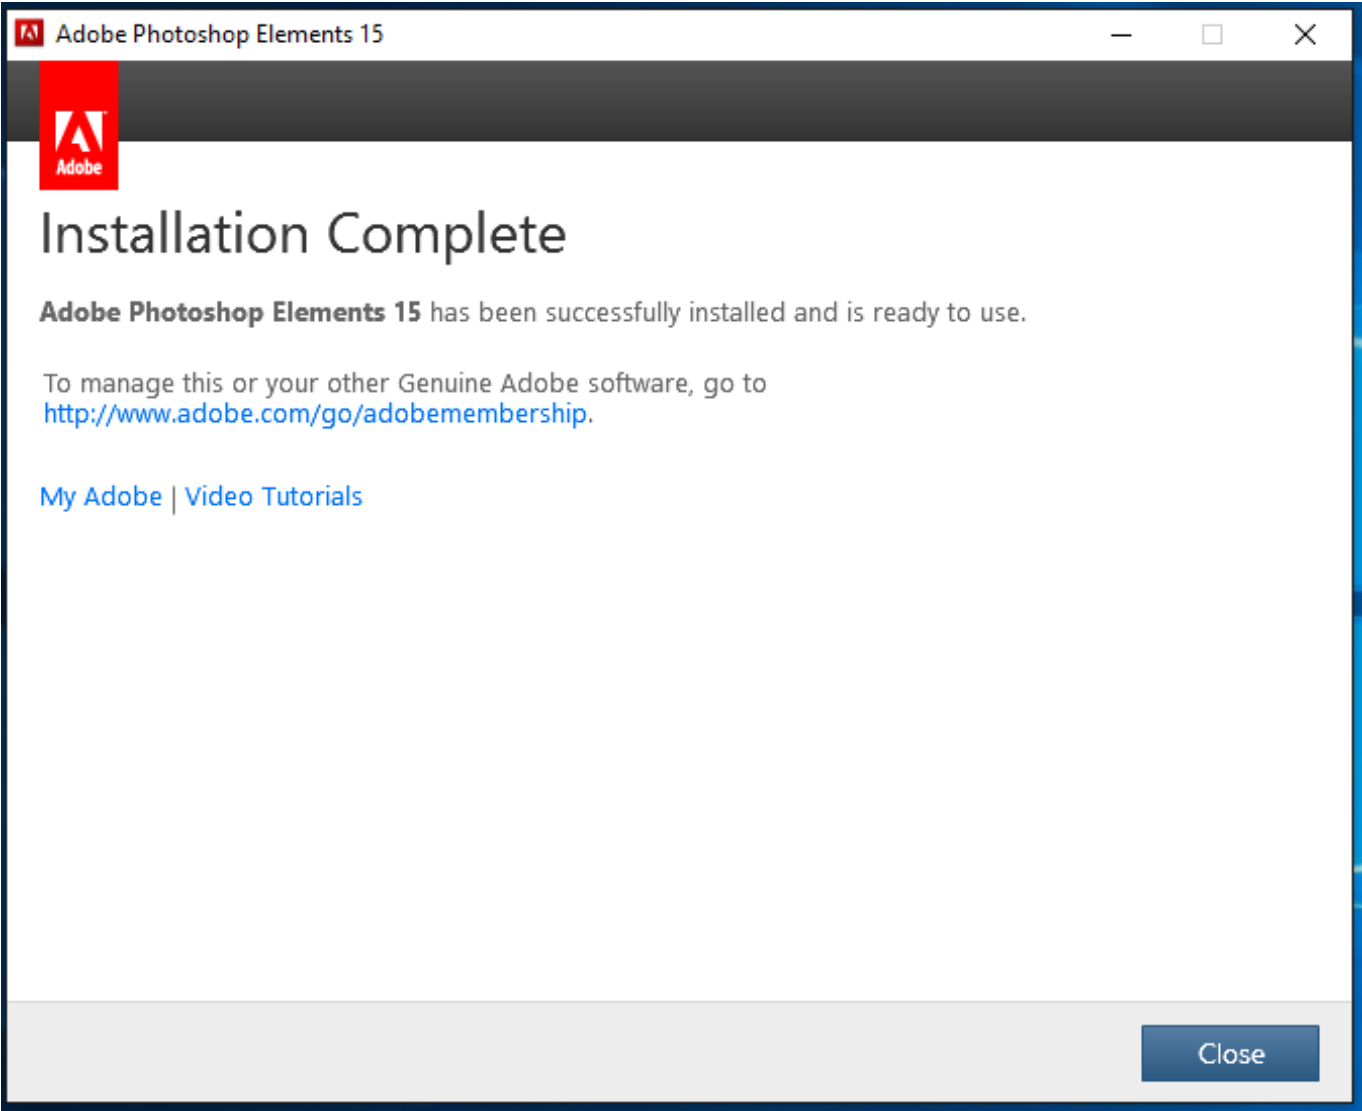 Adobe Photoshop Elements 15
Adobe
Installation Complete
Adobe Photoshop Elements 15 has been successfully installed and is ready to use.
To manage this or your other Genuine Adobe software, go to
http://www.adobe.com/go/adobemembership.
My Adobe | Video Tutorials
Close